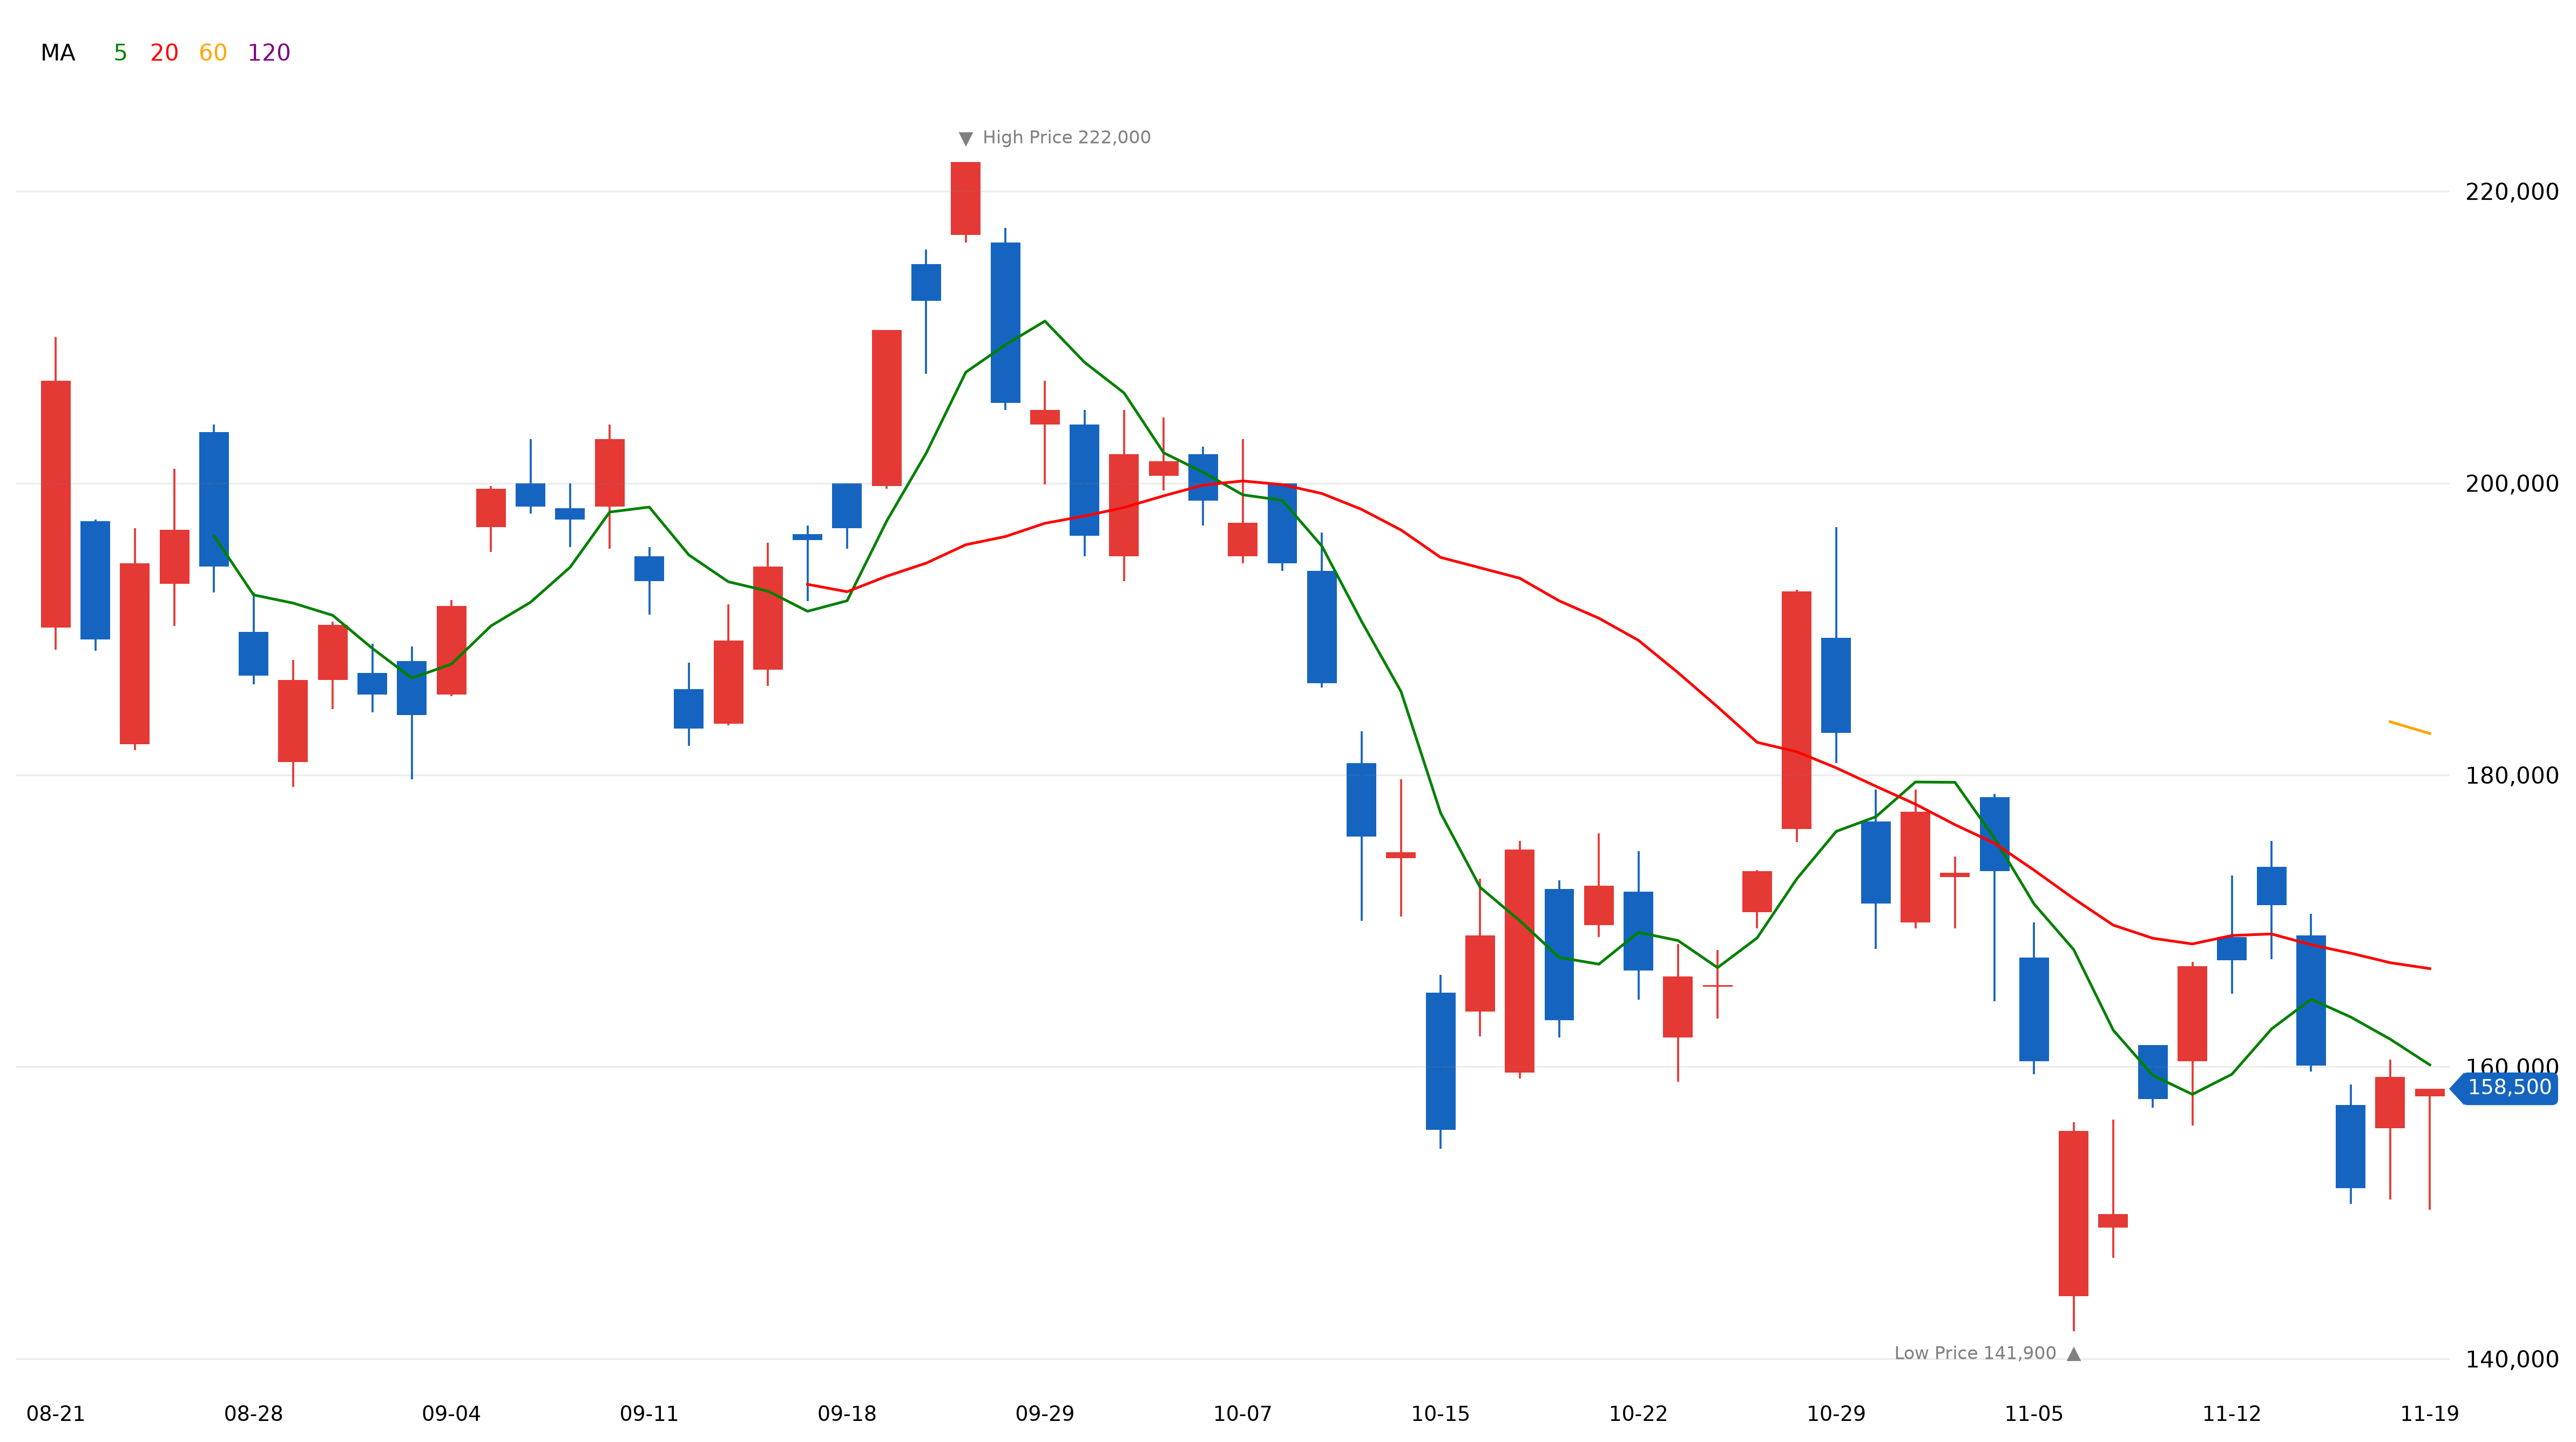 MA 5 20 60 120
▼ High Price 222,000
220,000
200,000
180,000
160,000
158,500
Low Price 141,900 ▲
140,000
08-21 08-28 09-04 09-11 09-18 09-29 10-07 10-15 10-22 10-29 11-05 11-12 11-19